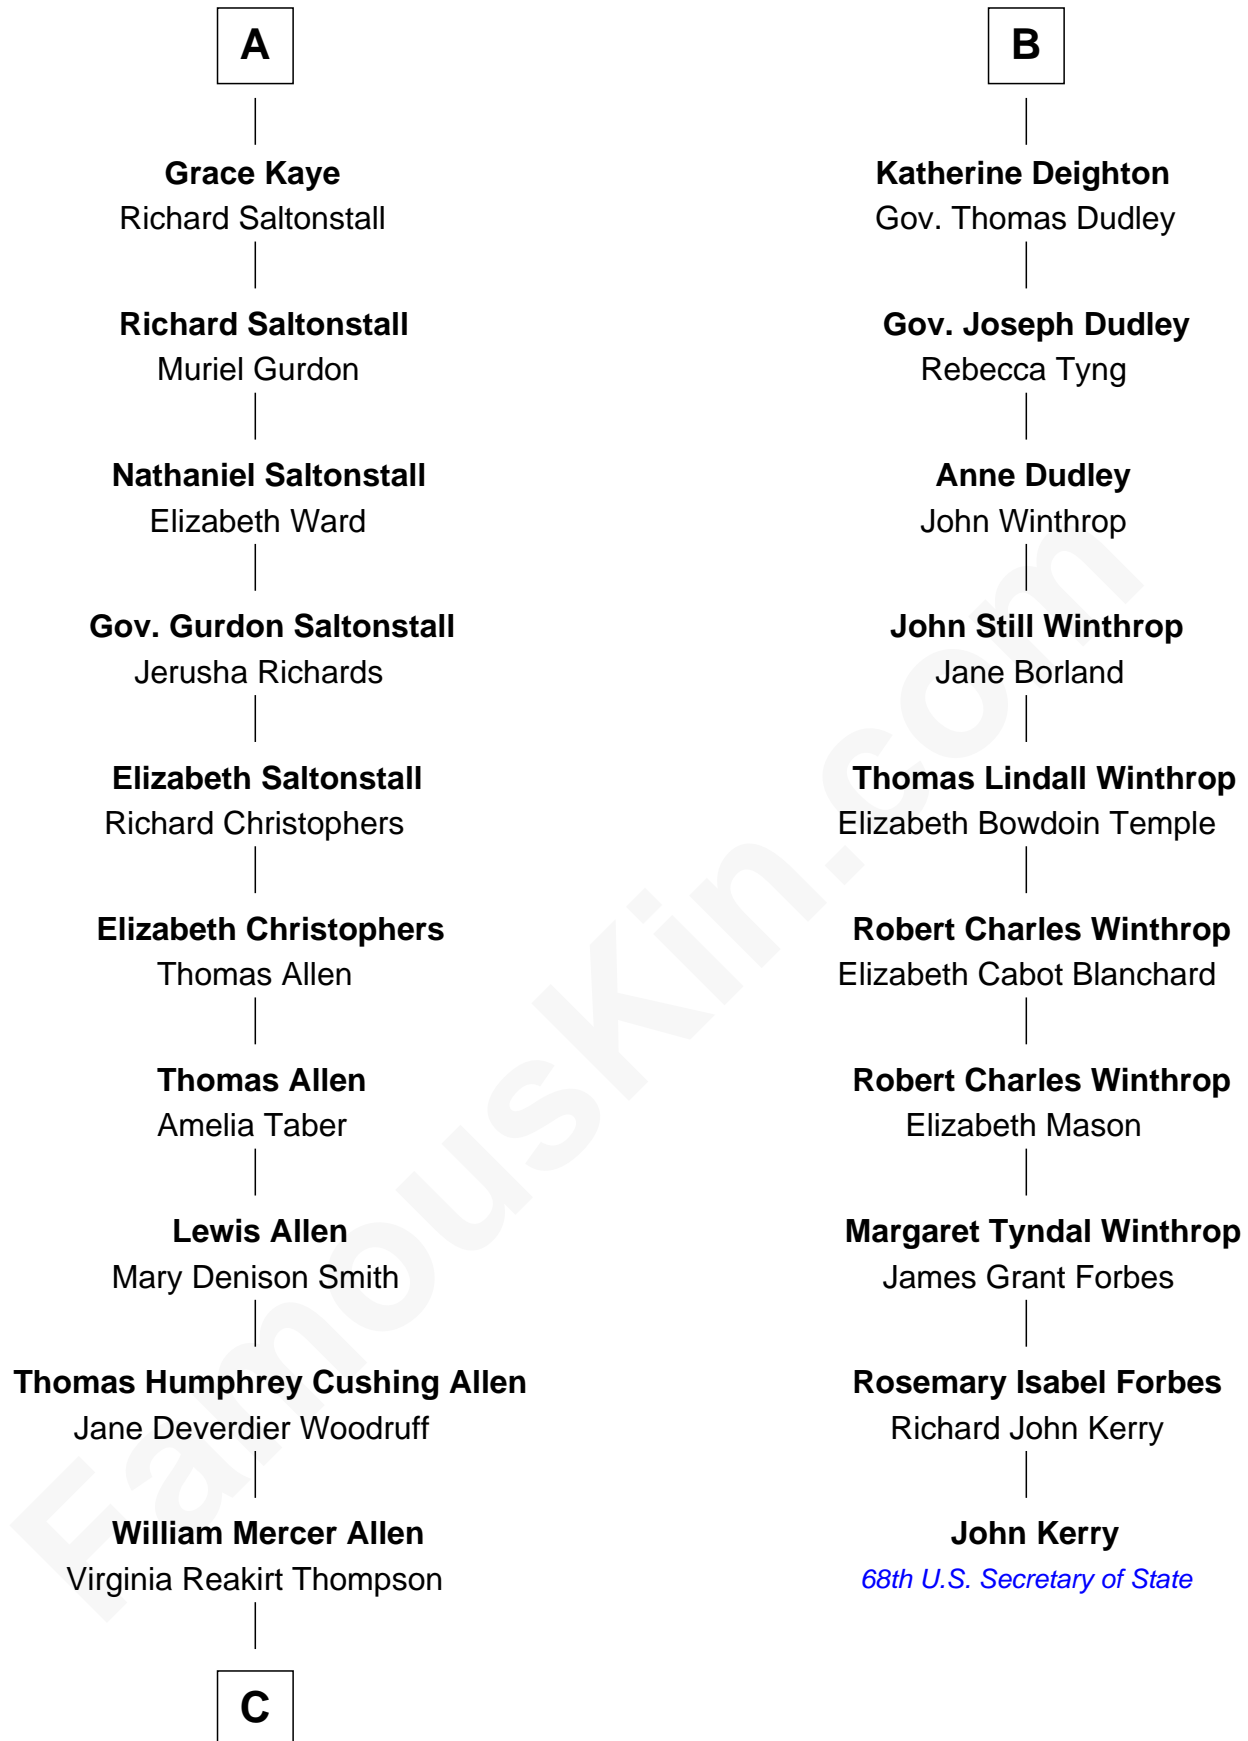 A
Grace Kaye
Richard Saltonstall
Richard Saltonstall
Muriel Gurdon
Nathaniel Saltonstall
Elizabeth Ward
Gov. Gurdon Saltonstall
Jerusha Richards
Elizabeth Saltonstall
Richard Christophers
Elizabeth Christophers
Thomas Allen
Thomas Allen
Amelia Taber
Lewis Allen
Mary Denison Smith
Thomas Humphrey Cushing Allen
Jane Deverdier Woodruff
William Mercer Allen
Virginia Reakirt Thompson
C
B
Katherine Deighton
Gov. Thomas Dudley
Gov. Joseph Dudley
Rebecca Tyng
Anne Dudley
John Winthrop
John Still Winthrop
Jane Borland
Thomas Lindall Winthrop
Elizabeth Bowdoin Temple
Robert Charles Winthrop
Elizabeth Cabot Blanchard
Robert Charles Winthrop
Elizabeth Mason
Margaret Tyndal Winthrop
James Grant Forbes
Rosemary Isabel Forbes
Richard John Kerry
John Kerry
68th U.S. Secretary of State
FamousKin.com